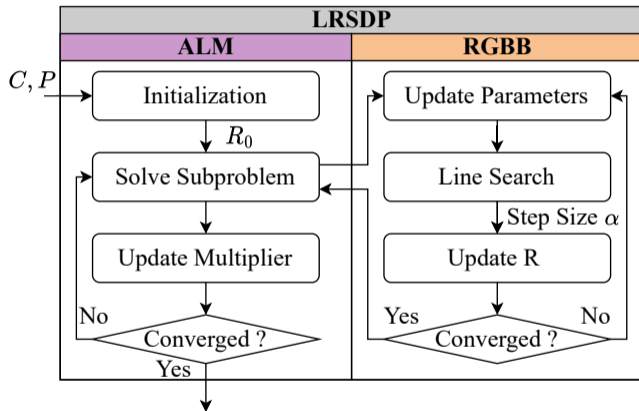 LRSDP
ALM
RGBB
C, P
Initialization
Update Parameters
R₀
Solve Subproblem
Line Search
Step Size α
Update Multiplier
Update R
No
Yes
No
Converged ?
Converged ?
Yes